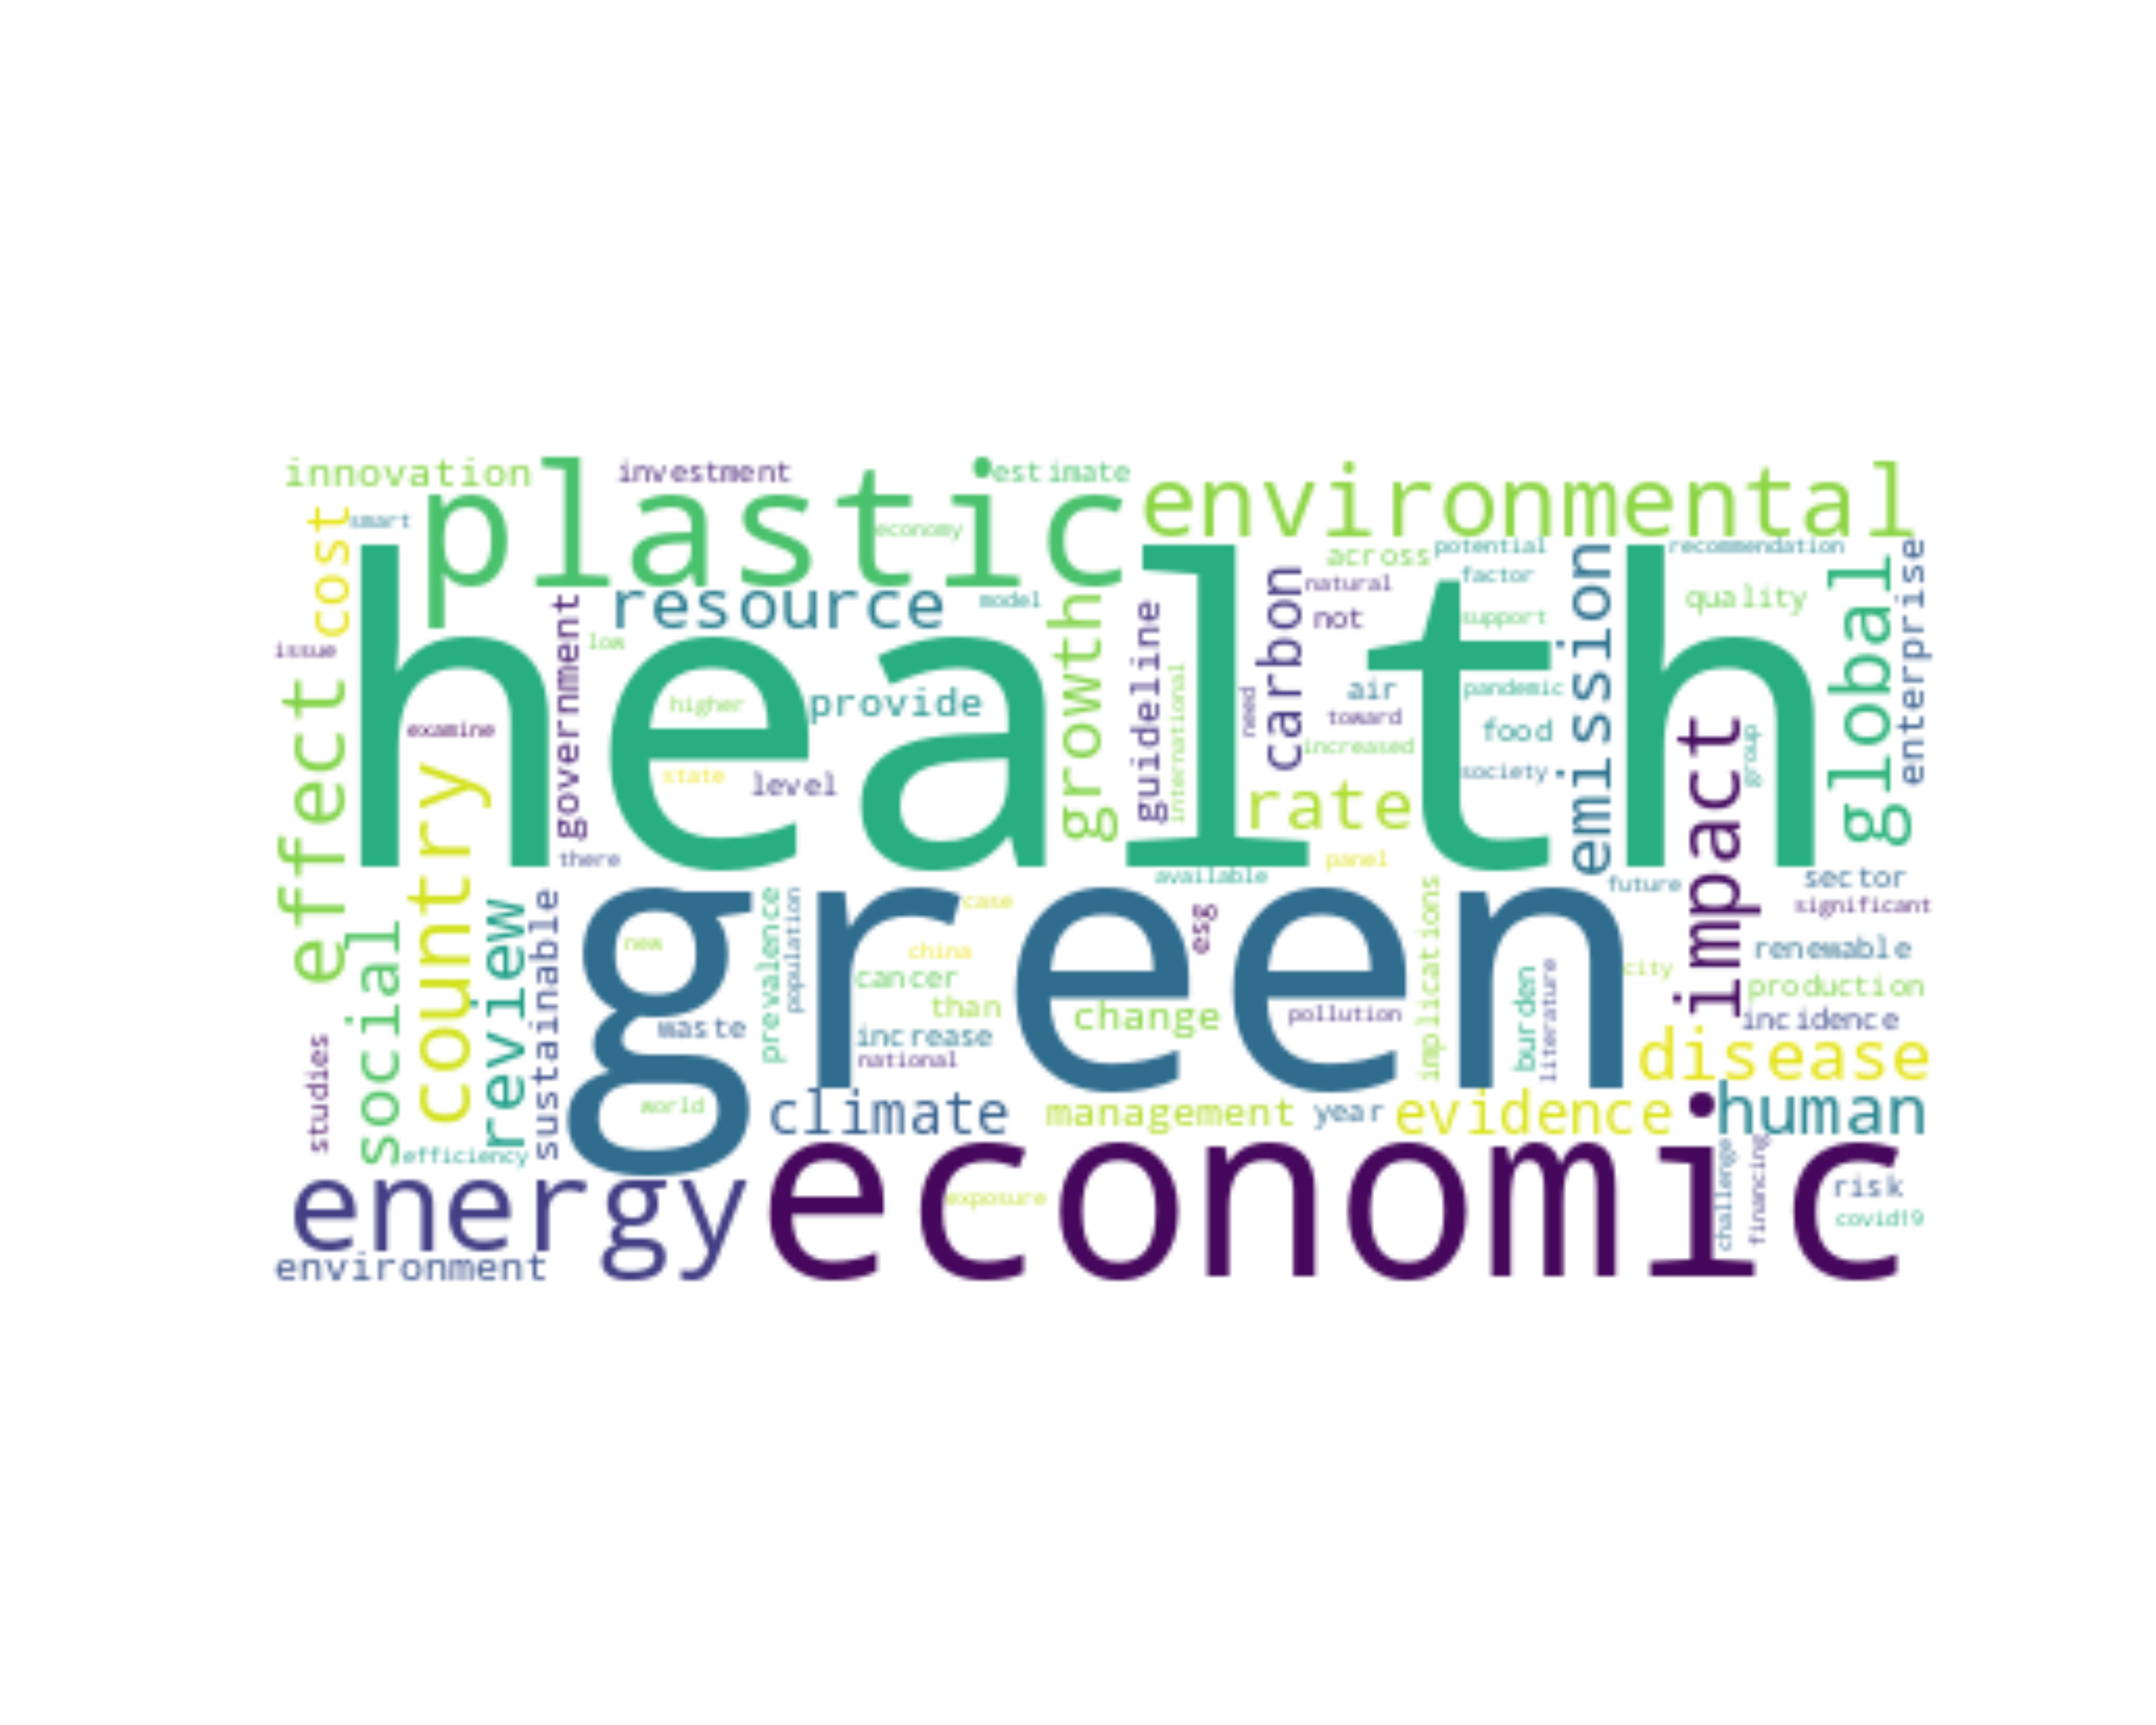 innovation
investment
estimate
plastic
environmental
smart
economy
cost
across
potential
recommendation
resource
model
natural
factor
quality
health
low
not
support
issue
government
growth
guideline
carbon
emission
global
enterprise
higher
provide
international
need
air
pandemic
examine
toward
food
group
increased
society
state
level
rate
effect
country
impact
there
available
panel
future
sector
significant
green
case
esg
review
sustainable
social
new
prevalence
population
china
cancer
implications
city
renewable
production
than
change
pollution
burden
literature
incidence
waste
increase
national
disease
studies
world
climate
management
year
evidence
human
efficiency
energy
economic
exposure
challenge
financing
risk
covid19
environment